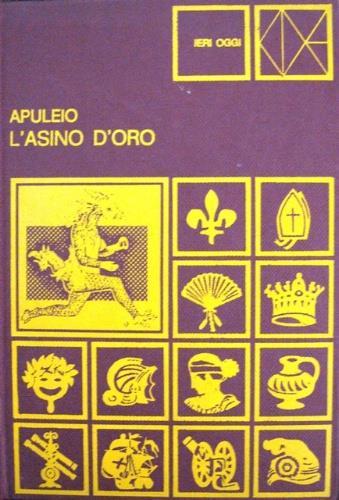 IERI OGGI
APULEIO
L'ASINO D'ORO